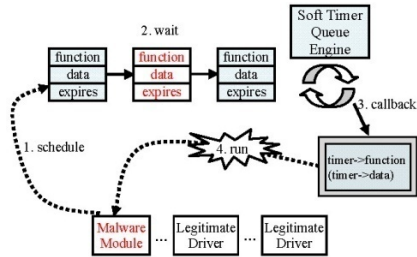 2. wait
Soft Timer
Queue
Engine
function
data
expires
function
data
expires
function
data
expires
3. callback
1. schedule
4. run
timer->function
(timer->data)
Malware
Module
...
Legitimate
Driver
...
Legitimate
Driver